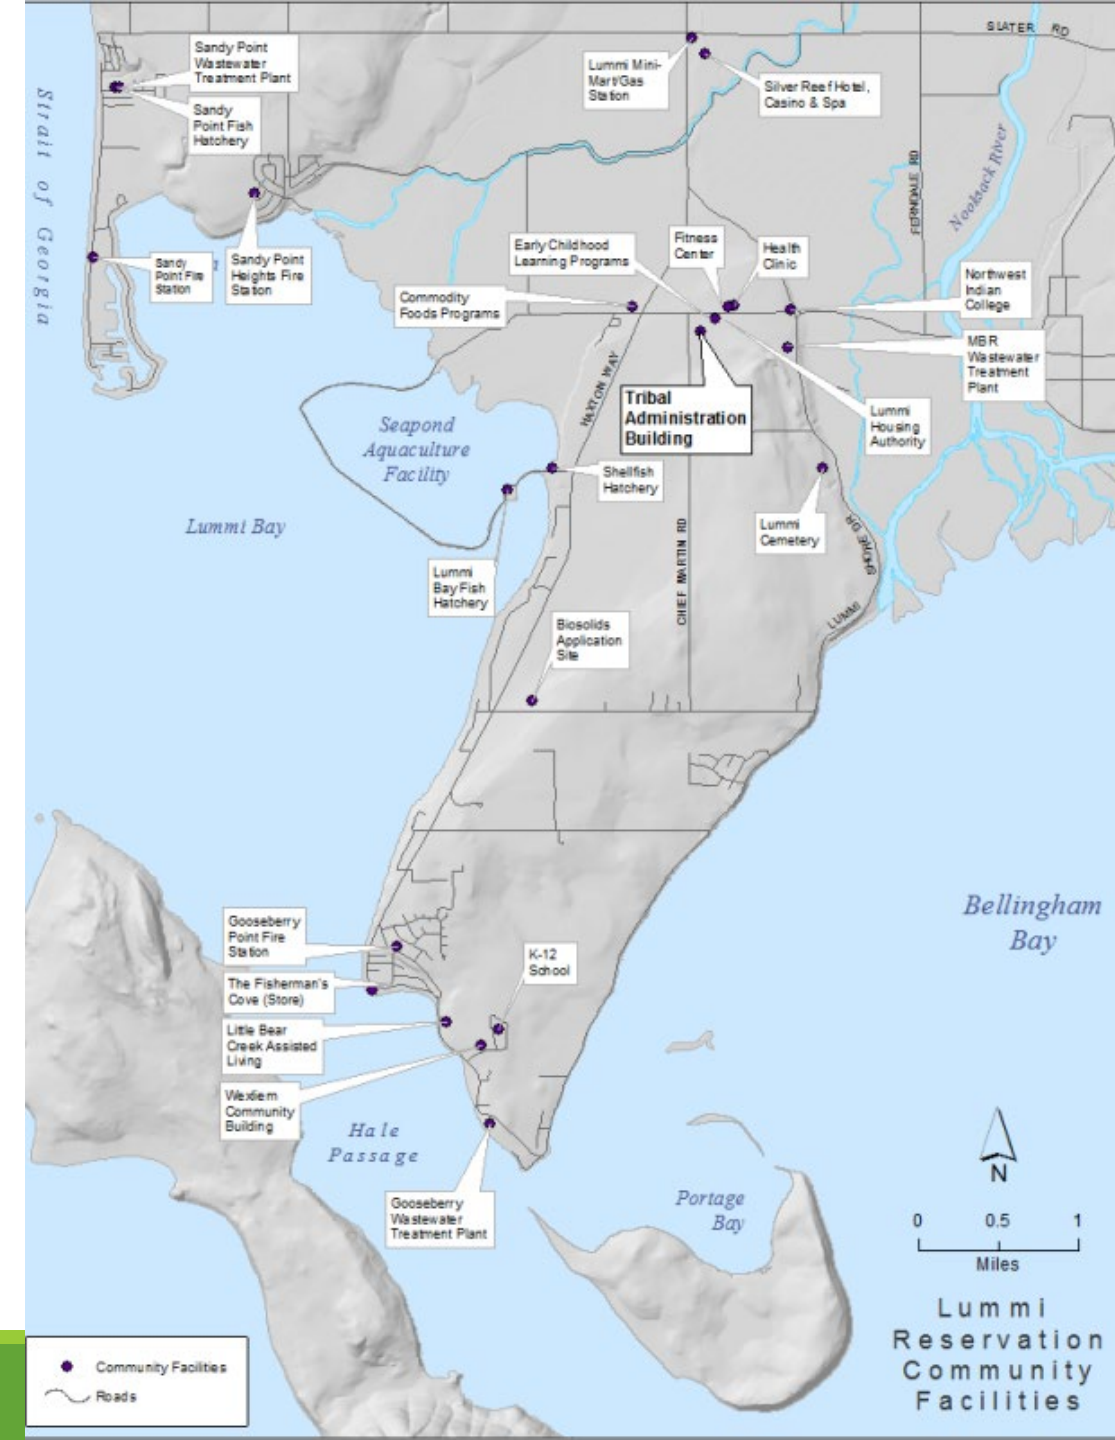 SLATER RD
Sandy Point
Wastewater
Treatment Plant
Sandy
Point Fish
Hatchery
Lummi Mini-
Mart/Gas
Station
Silver Reef Hotel,
Casino & Spa
Strait of Georgia
Nooksack River
FERNDALE RD
Sandy
Point Fire
Station
Sandy Point
Heights Fire
Station
Early Childhood
Learning Programs
Fitness
Center
Health
Clinic
Northwest
Indian
College
Commodity
Foods Programs
MBR
Wastewater
Treatment
Plant
HAXTON WAY
Tribal
Administration
Building
Lummi
Housing
Authority
Seapond
Aquaculture
Facility
Shellfish
Hatchery
Lummi Bay
Lummi
Cemetery
CHIEF MARTIN RD
LUMMI SHORE DR
Lummi
Bay Fish
Hatchery
Biosolids
Application
Site
Bellingham
Bay
Gooseberry
Point Fire
Station
K-12
School
The Fisherman's
Cove (Store)
Little Bear
Creek Assisted
Living
Wexliem
Community
Building
Hale
Passage
Gooseberry
Wastewater
Treatment Plant
Portage
Bay
N
0 0.5 1
Miles
Lummi
Reservation
Community
Facilities
Community Facilities
Roads